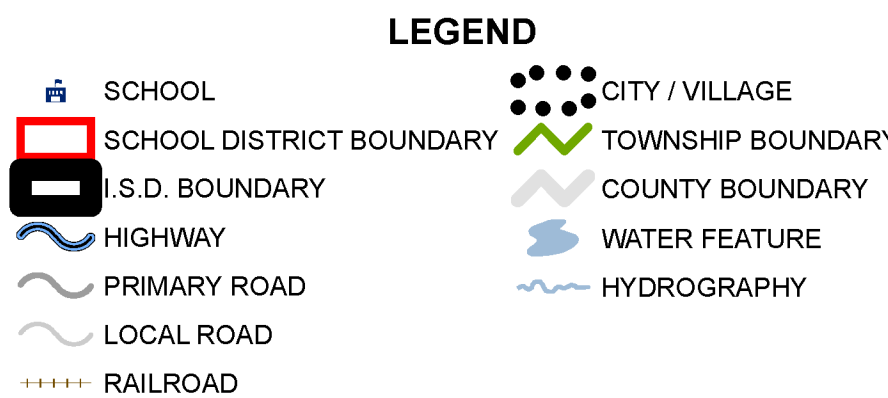 LEGEND
SCHOOL
SCHOOL DISTRICT BOUNDARY
I.S.D. BOUNDARY
HIGHWAY
PRIMARY ROAD
LOCAL ROAD
RAILROAD
CITY / VILLAGE
TOWNSHIP BOUNDARY
COUNTY BOUNDARY
WATER FEATURE
HYDROGRAPHY